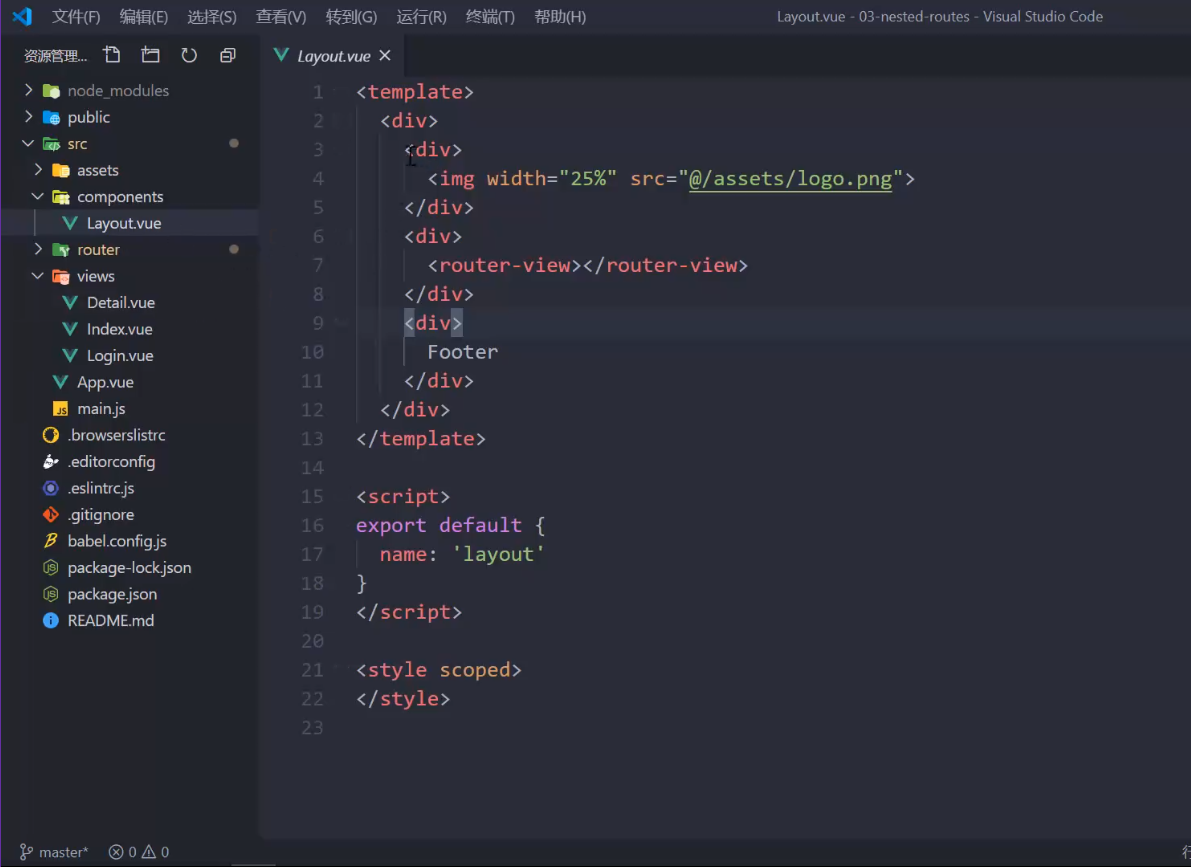 文件(F) 编辑(E) 选择(S) 查看(V) 转到(G) 运行(R) 终端(T) 帮助(H) Layout.vue - 03-nested-routes - Visual Studio Code
资源管理...
node_modules
public
src
assets
components
Layout.vue
router
views
Detail.vue
Index.vue
Login.vue
App.vue
main.js
.browserslistrc
.editorconfig
.eslintrc.js
.gitignore
babel.config.js
package-lock.json
package.json
README.md
Layout.vue
1 <template>
2 <div>
3 <div>
4 <img width="25%" src="@/assets/logo.png">
5 </div>
6 <div>
7 <router-view></router-view>
8 </div>
9 <div>
10 Footer
11 </div>
12 </div>
13 </template>
14
15 <script>
16 export default {
17 name: 'layout'
18 }
19 </script>
20
21 <style scoped>
22 </style>
23
master* 0 0